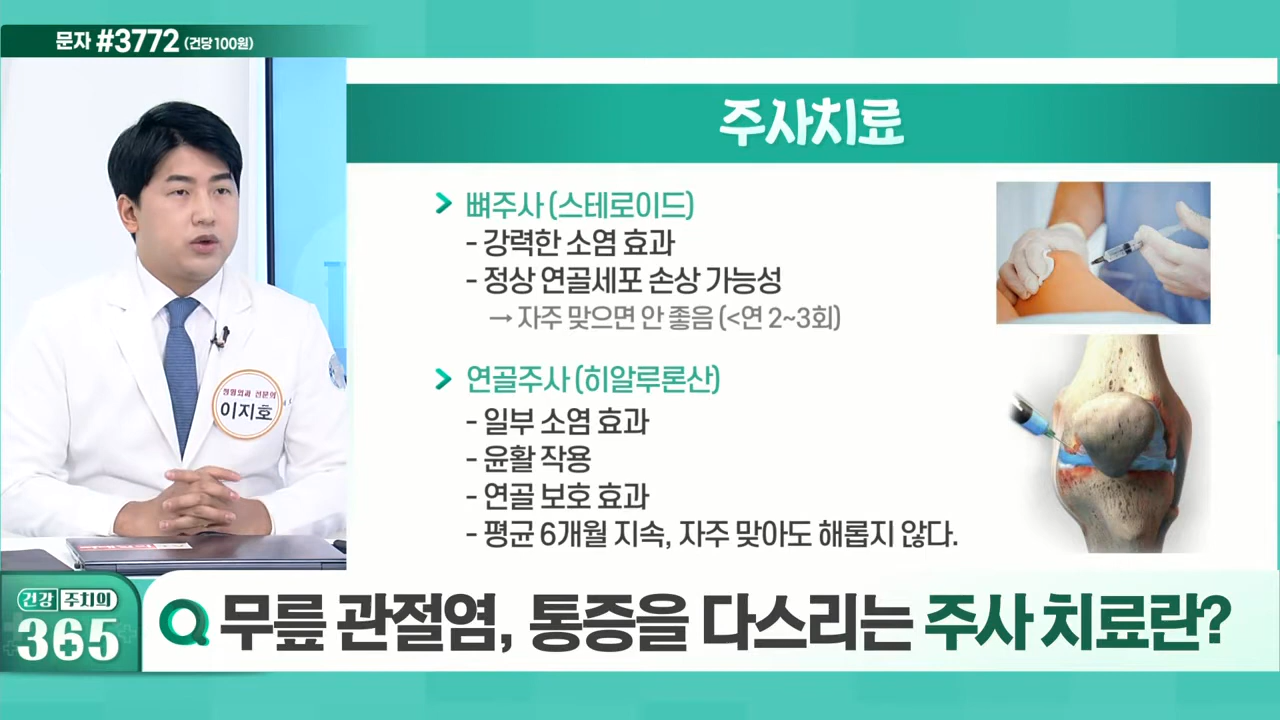 문자 #3772 (건당 100원)
주사치료
뼈주사 (스테로이드)
- 강력한 소염 효과
- 정상 연골세포 손상 가능성
→ 자주 맞으면 안 좋음 (<연 2~3회)
연골주사 (히알루론산)
- 일부 소염 효과
- 윤활 작용
- 연골 보호 효과
- 평균 6개월 지속, 자주 맞아도 해롭지 않다.
정형외과 전문의
이지호
건강 주치의
365
Q 무릎 관절염, 통증을 다스리는 주사 치료란?